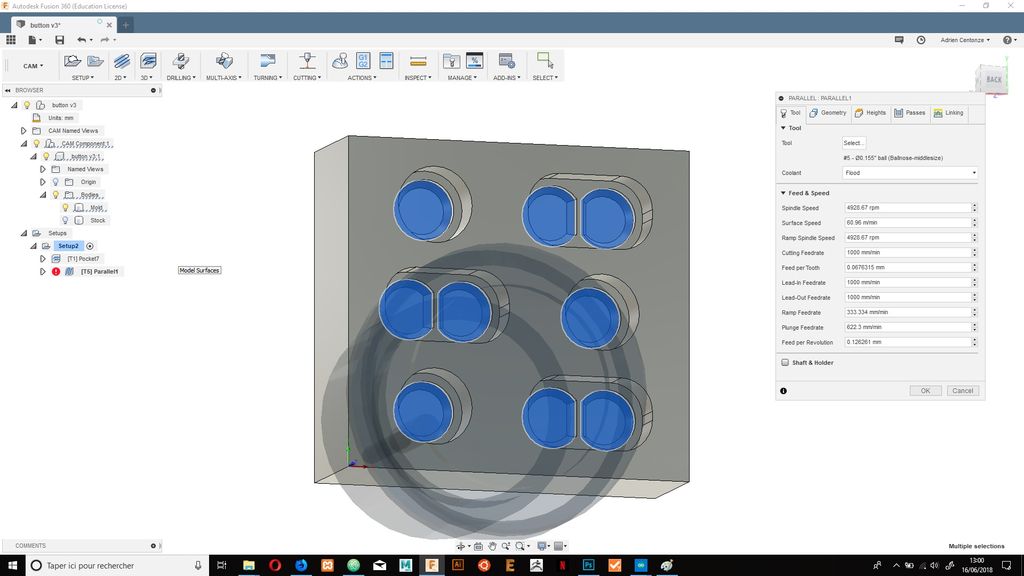 Autodesk Fusion 360 (Education License)
button v3*
Adrien Centonze
CAM
SETUP
2D
3D
DRILLING
MULTI-AXIS
TURNING
CUTTING
G1
G2
ACTIONS
INSPECT
MANAGE
ADD-INS
SELECT
BROWSER
button v3
Units: mm
CAM Named Views
CAM Component 1
button v3:1
Named Views
Origin
Bodies
Mold
Stock
Setups
Setup2
[T1] Pocket7
[T5] Parallel1
Model Surfaces
BACK
PARALLEL : PARALLEL1
Tool
Geometry
Heights
Passes
Linking
Tool
Tool
Select...
#5 - Ø0.155" ball (Ballnose-middlesize)
Coolant
Flood
Feed & Speed
Spindle Speed
4928.67 rpm
Surface Speed
60.96 m/min
Ramp Spindle Speed
4928.67 rpm
Cutting Feedrate
1000 mm/min
Feed per Tooth
0.0676315 mm
Lead-In Feedrate
1000 mm/min
Lead-Out Feedrate
1000 mm/min
Ramp Feedrate
333.334 mm/min
Plunge Feedrate
622.3 mm/min
Feed per Revolution
0.126261 mm
Shaft & Holder
OK
Cancel
COMMENTS
Multiple selections
Taper ici pour rechercher
13:00
16/06/2018